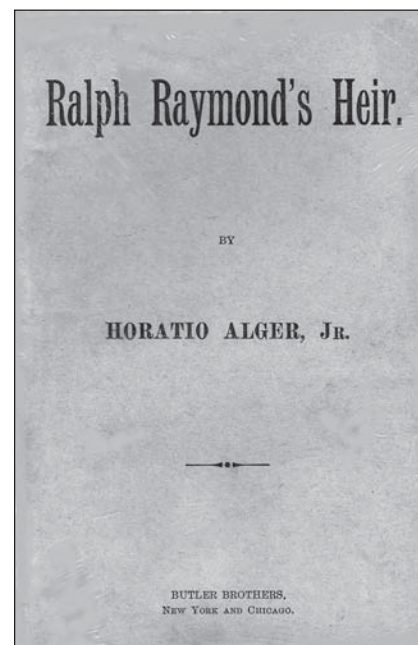 Ralph Raymond's Heir.
BY
HORATIO ALGER, JR.
BUTLER BROTHERS,
NEW YORK AND CHICAGO.